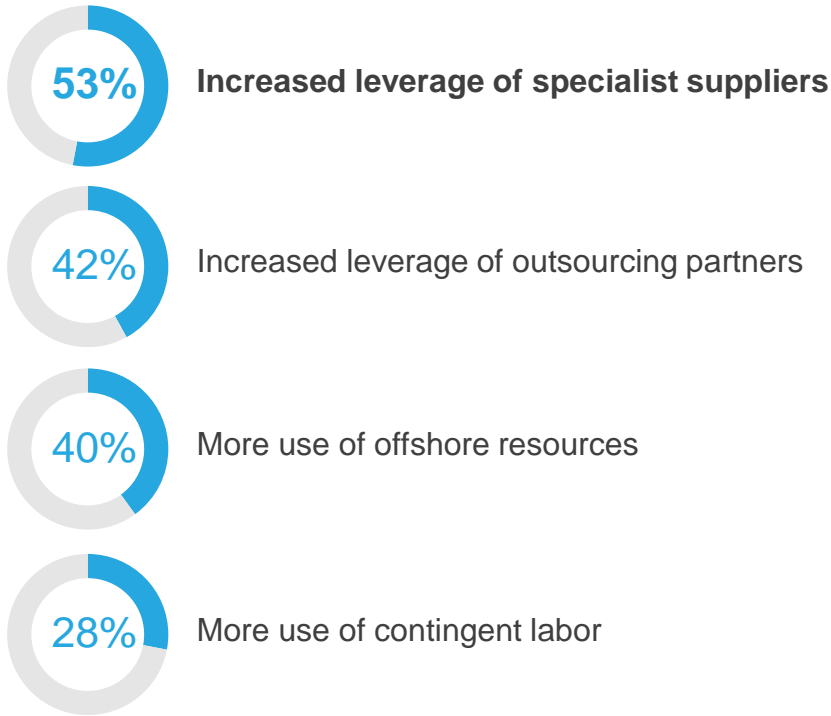 53% Increased leverage of specialist suppliers
42% Increased leverage of outsourcing partners
40% More use of offshore resources
28% More use of contingent labor